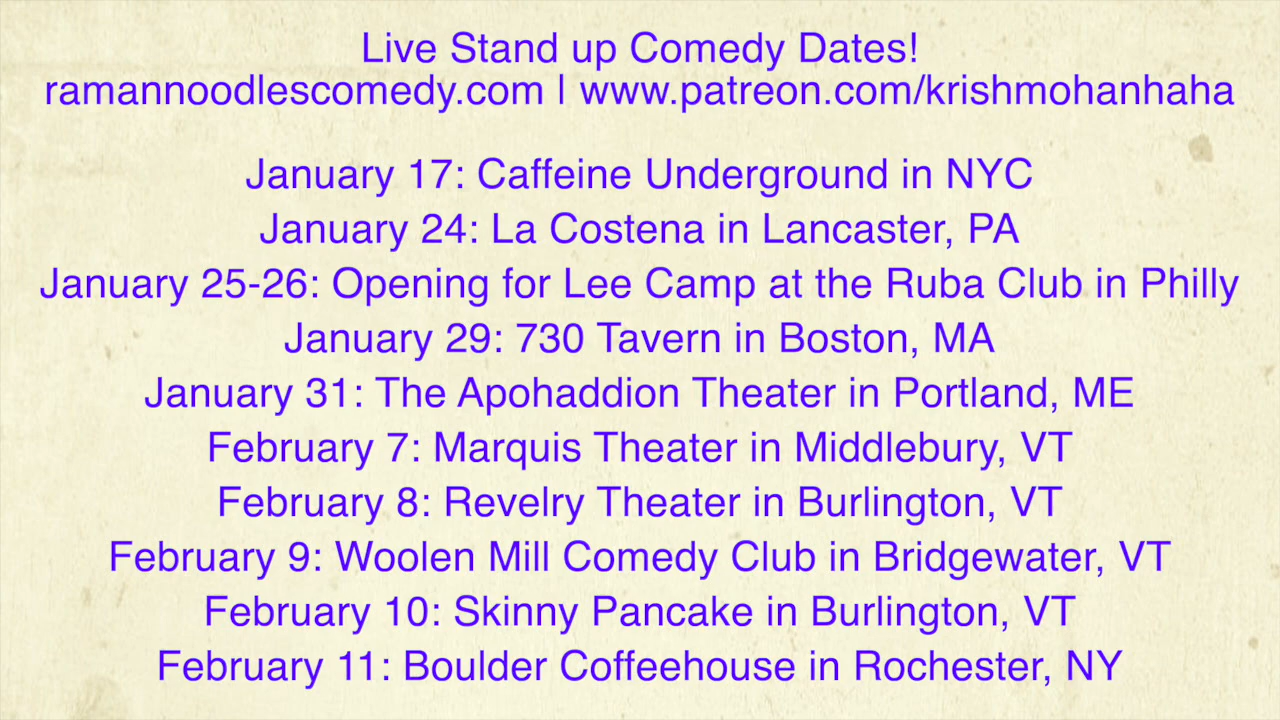 Live Stand up Comedy Dates!
ramannoodlescomedy.com | www.patreon.com/krishmohanhaha
January 17: Caffeine Underground in NYC
January 24: La Costena in Lancaster, PA
January 25-26: Opening for Lee Camp at the Ruba Club in Philly
January 29: 730 Tavern in Boston, MA
January 31: The Apohaddion Theater in Portland, ME
February 7: Marquis Theater in Middlebury, VT
February 8: Revelry Theater in Burlington, VT
February 9: Woolen Mill Comedy Club in Bridgewater, VT
February 10: Skinny Pancake in Burlington, VT
February 11: Boulder Coffeehouse in Rochester, NY